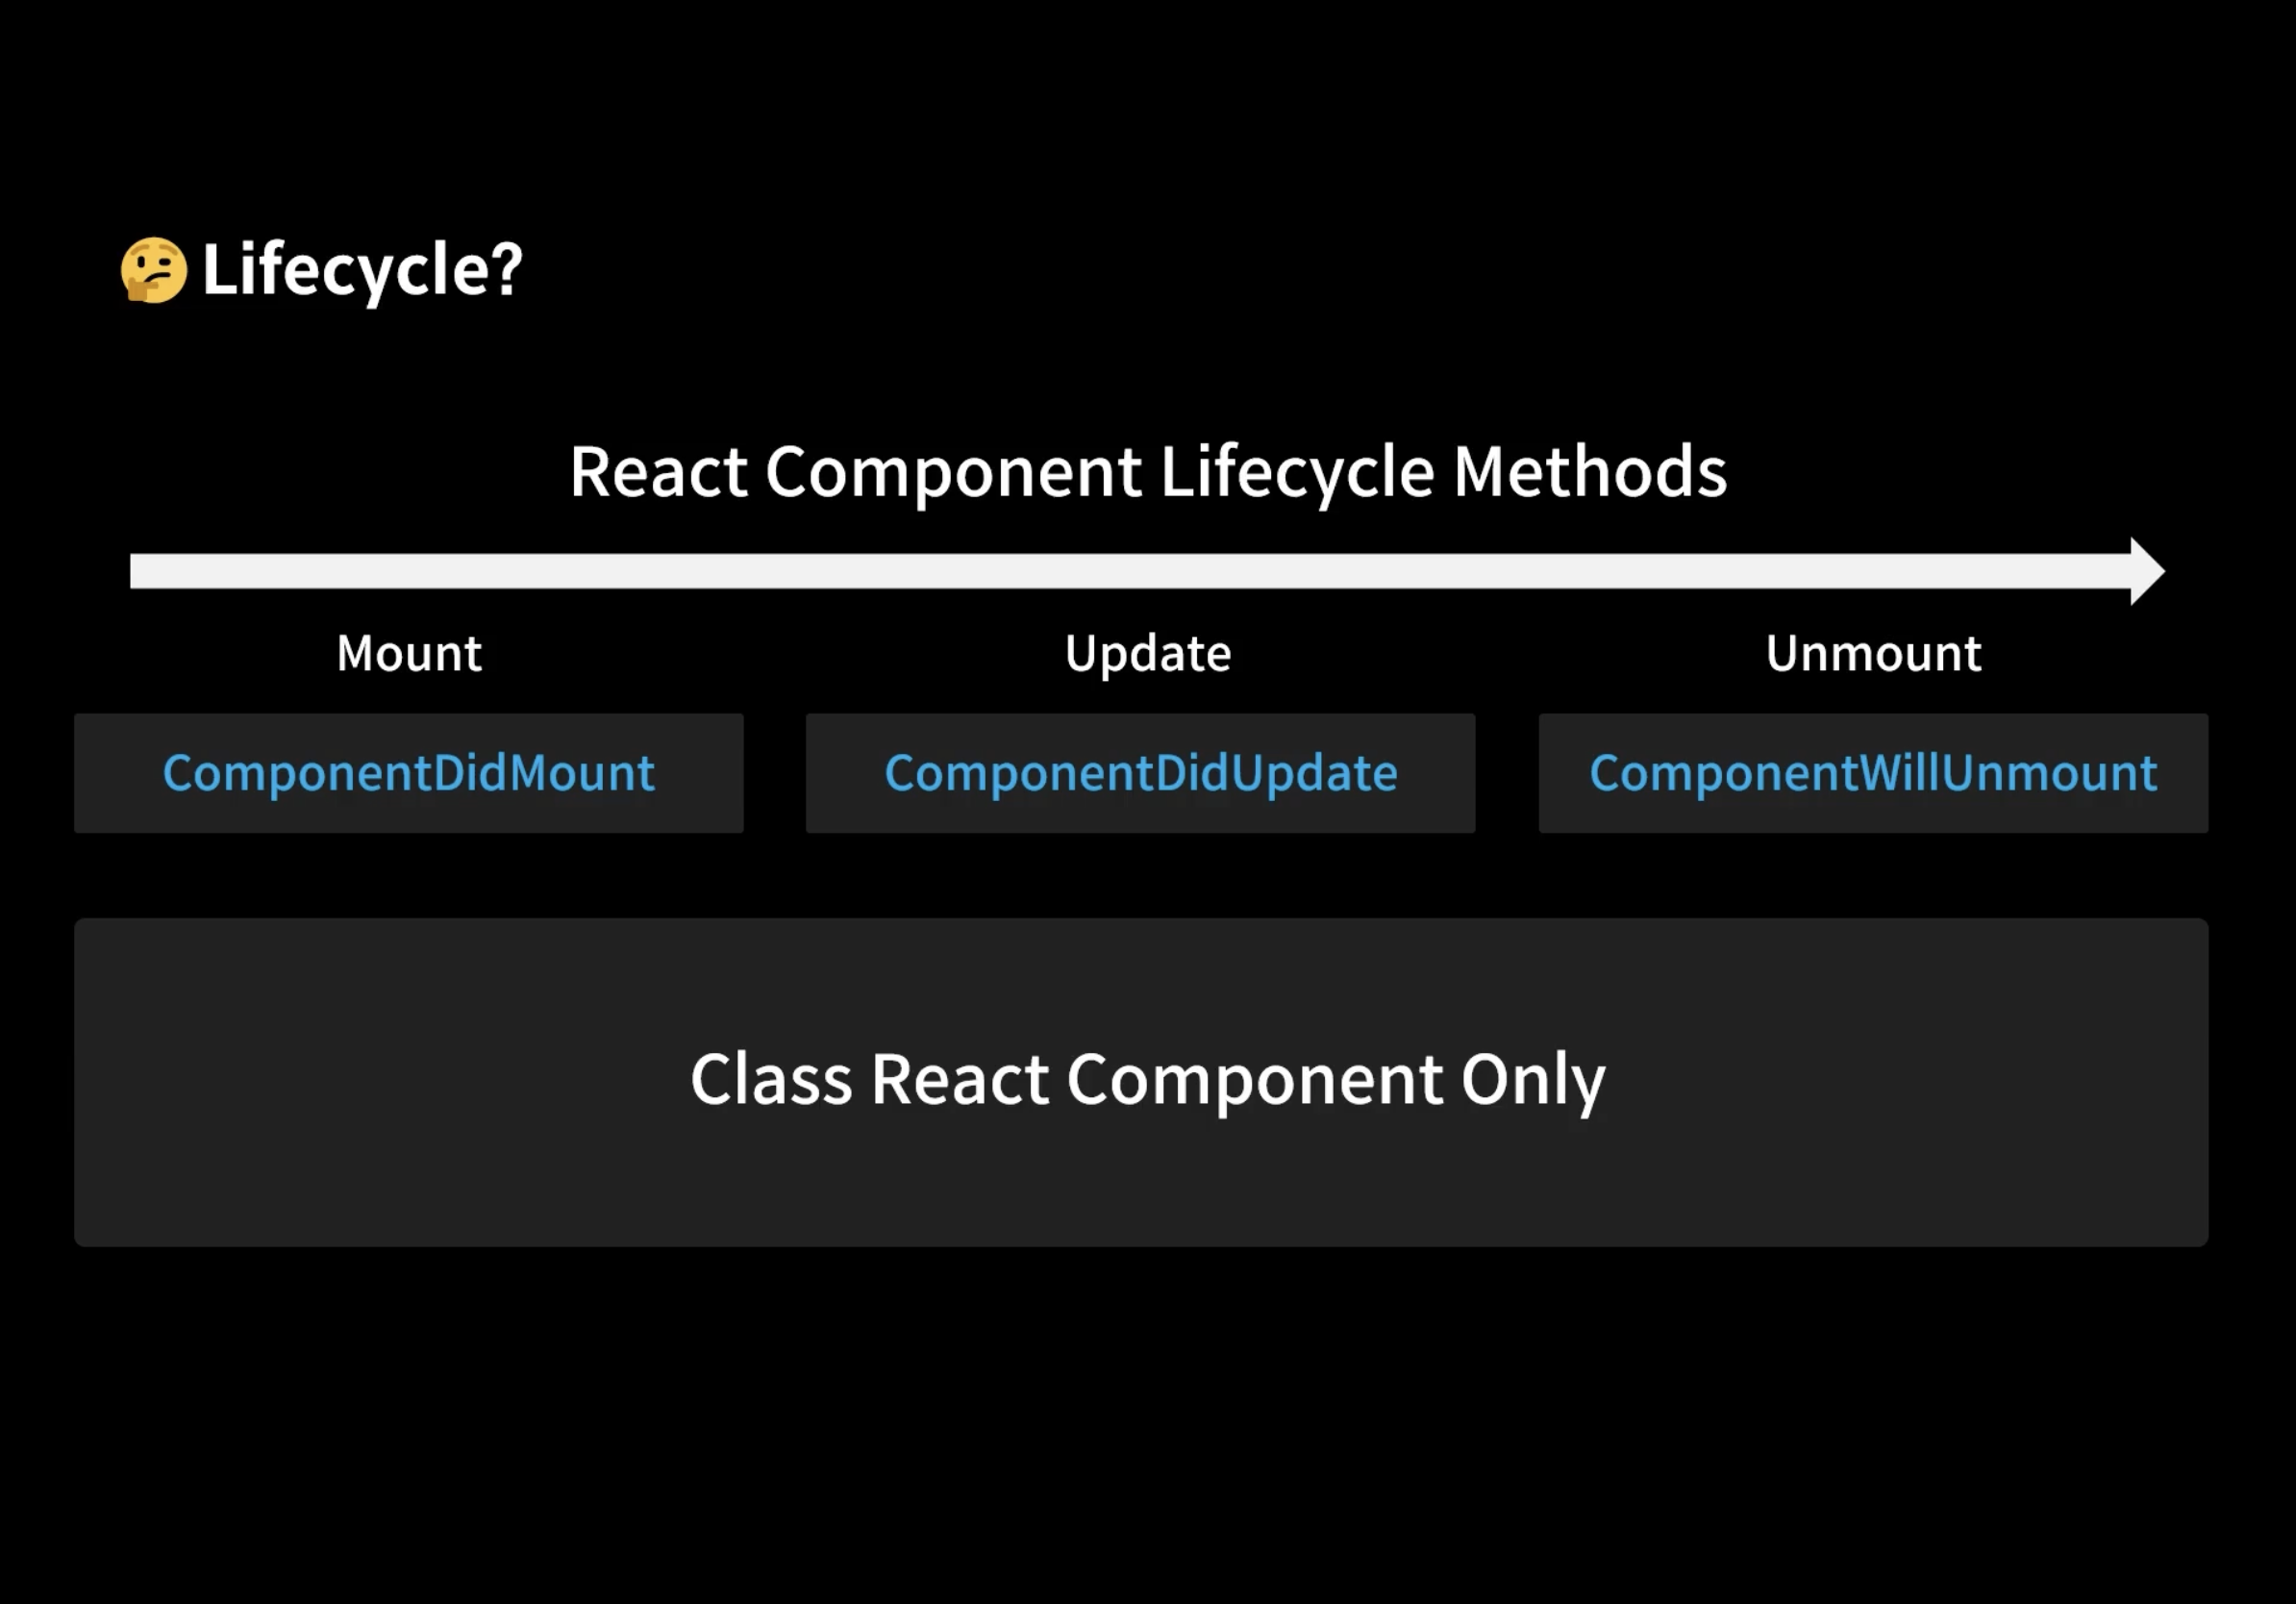 🤔 Lifecycle?
React Component Lifecycle Methods
Mount
Update
Unmount
ComponentDidMount
ComponentDidUpdate
ComponentWillUnmount
Class React Component Only